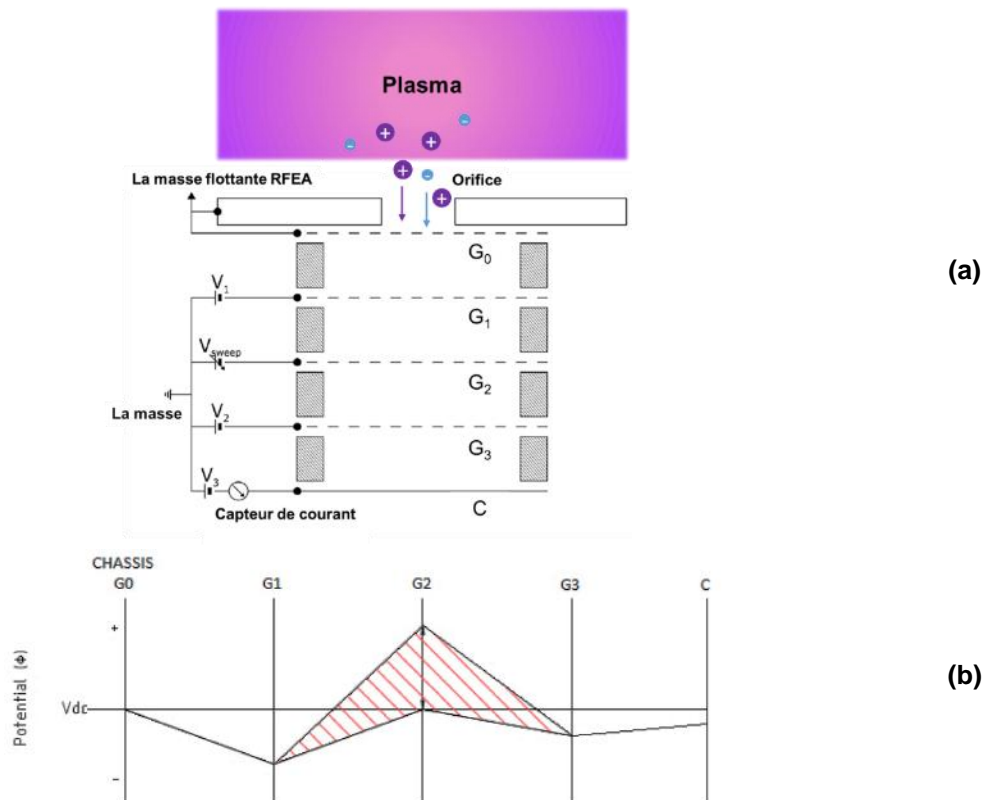 Plasma
La masse flottante RFEA
Orifice
G0
V1
G1
(a)
Vsweep
G2
La masse
V2
G3
V3
Capteur de courant
C
CHASSIS
G0 G1 G2 G3 C
+
Potential (ϕ)
Vdc
(b)
−